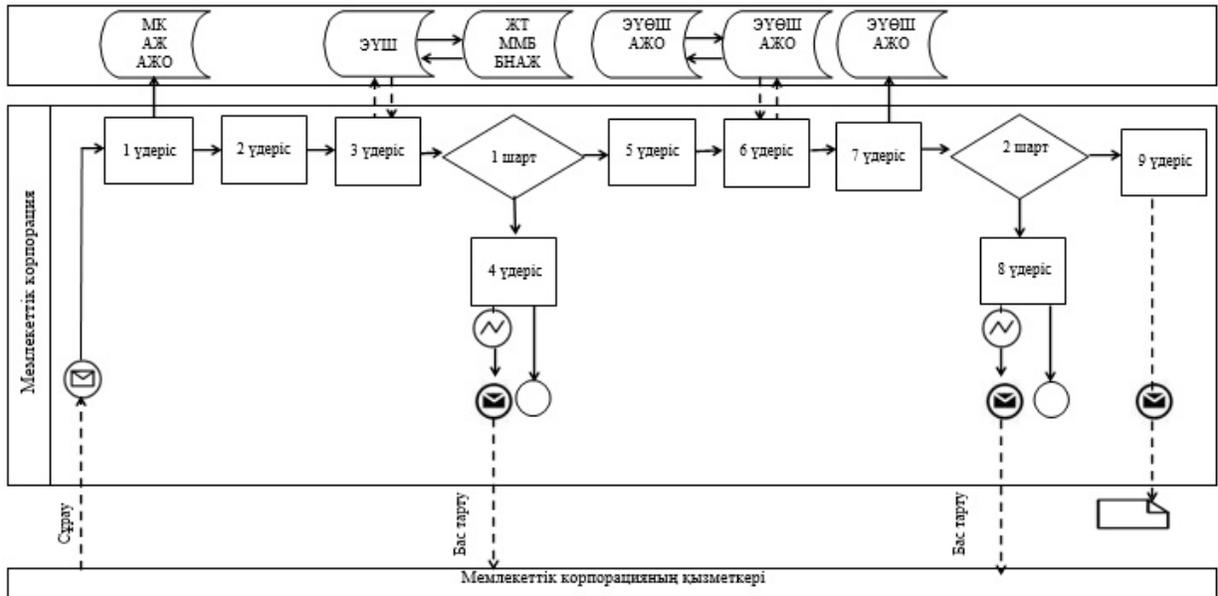 МК
АЖ
АЖО
ЭҮШ
ЖТ
ММБ
БНАЖ
ЭҮӨШ
АЖО
ЭҮӨШ
АЖО
ЭҮӨШ
АЖО
Мемлекеттік корпорация
1 үдеріс
2 үдеріс
3 үдеріс
1 шарт
5 үдеріс
6 үдеріс
7 үдеріс
2 шарт
9 үдеріс
4 үдеріс
8 үдеріс
Сұрау
Бас тарту
Бас тарту
Мемлекеттік корпорацияның қызметкері